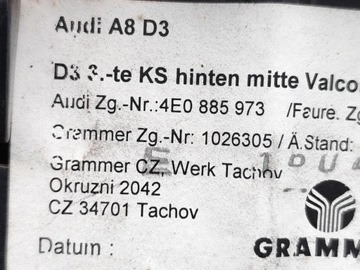 Audi A8 D3
D3 3.-te KS hinten mitte Valco
Audi Zg.-Nr.:4E0 885 973 /Faure. Zg
Grammer Zg.-Nr: 1026305 / Ä.Stand:
Grammer CZ, Werk Tachov
Okruzni 2042
CZ 34701 Tachov
Datum :
GRAMM